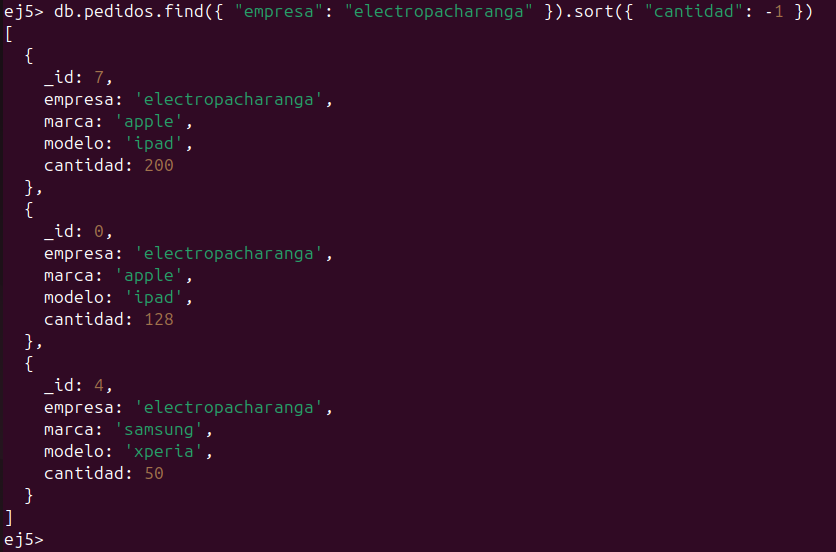 ej5> db.pedidos.find({ "empresa": "electropacharanga" }).sort({ "cantidad": -1 })
[
  {
    _id: 7,
    empresa: 'electropacharanga',
    marca: 'apple',
    modelo: 'ipad',
    cantidad: 200
  },
  {
    _id: 0,
    empresa: 'electropacharanga',
    marca: 'apple',
    modelo: 'ipad',
    cantidad: 128
  },
  {
    _id: 4,
    empresa: 'electropacharanga',
    marca: 'samsung',
    modelo: 'xperia',
    cantidad: 50
  }
]
ej5>